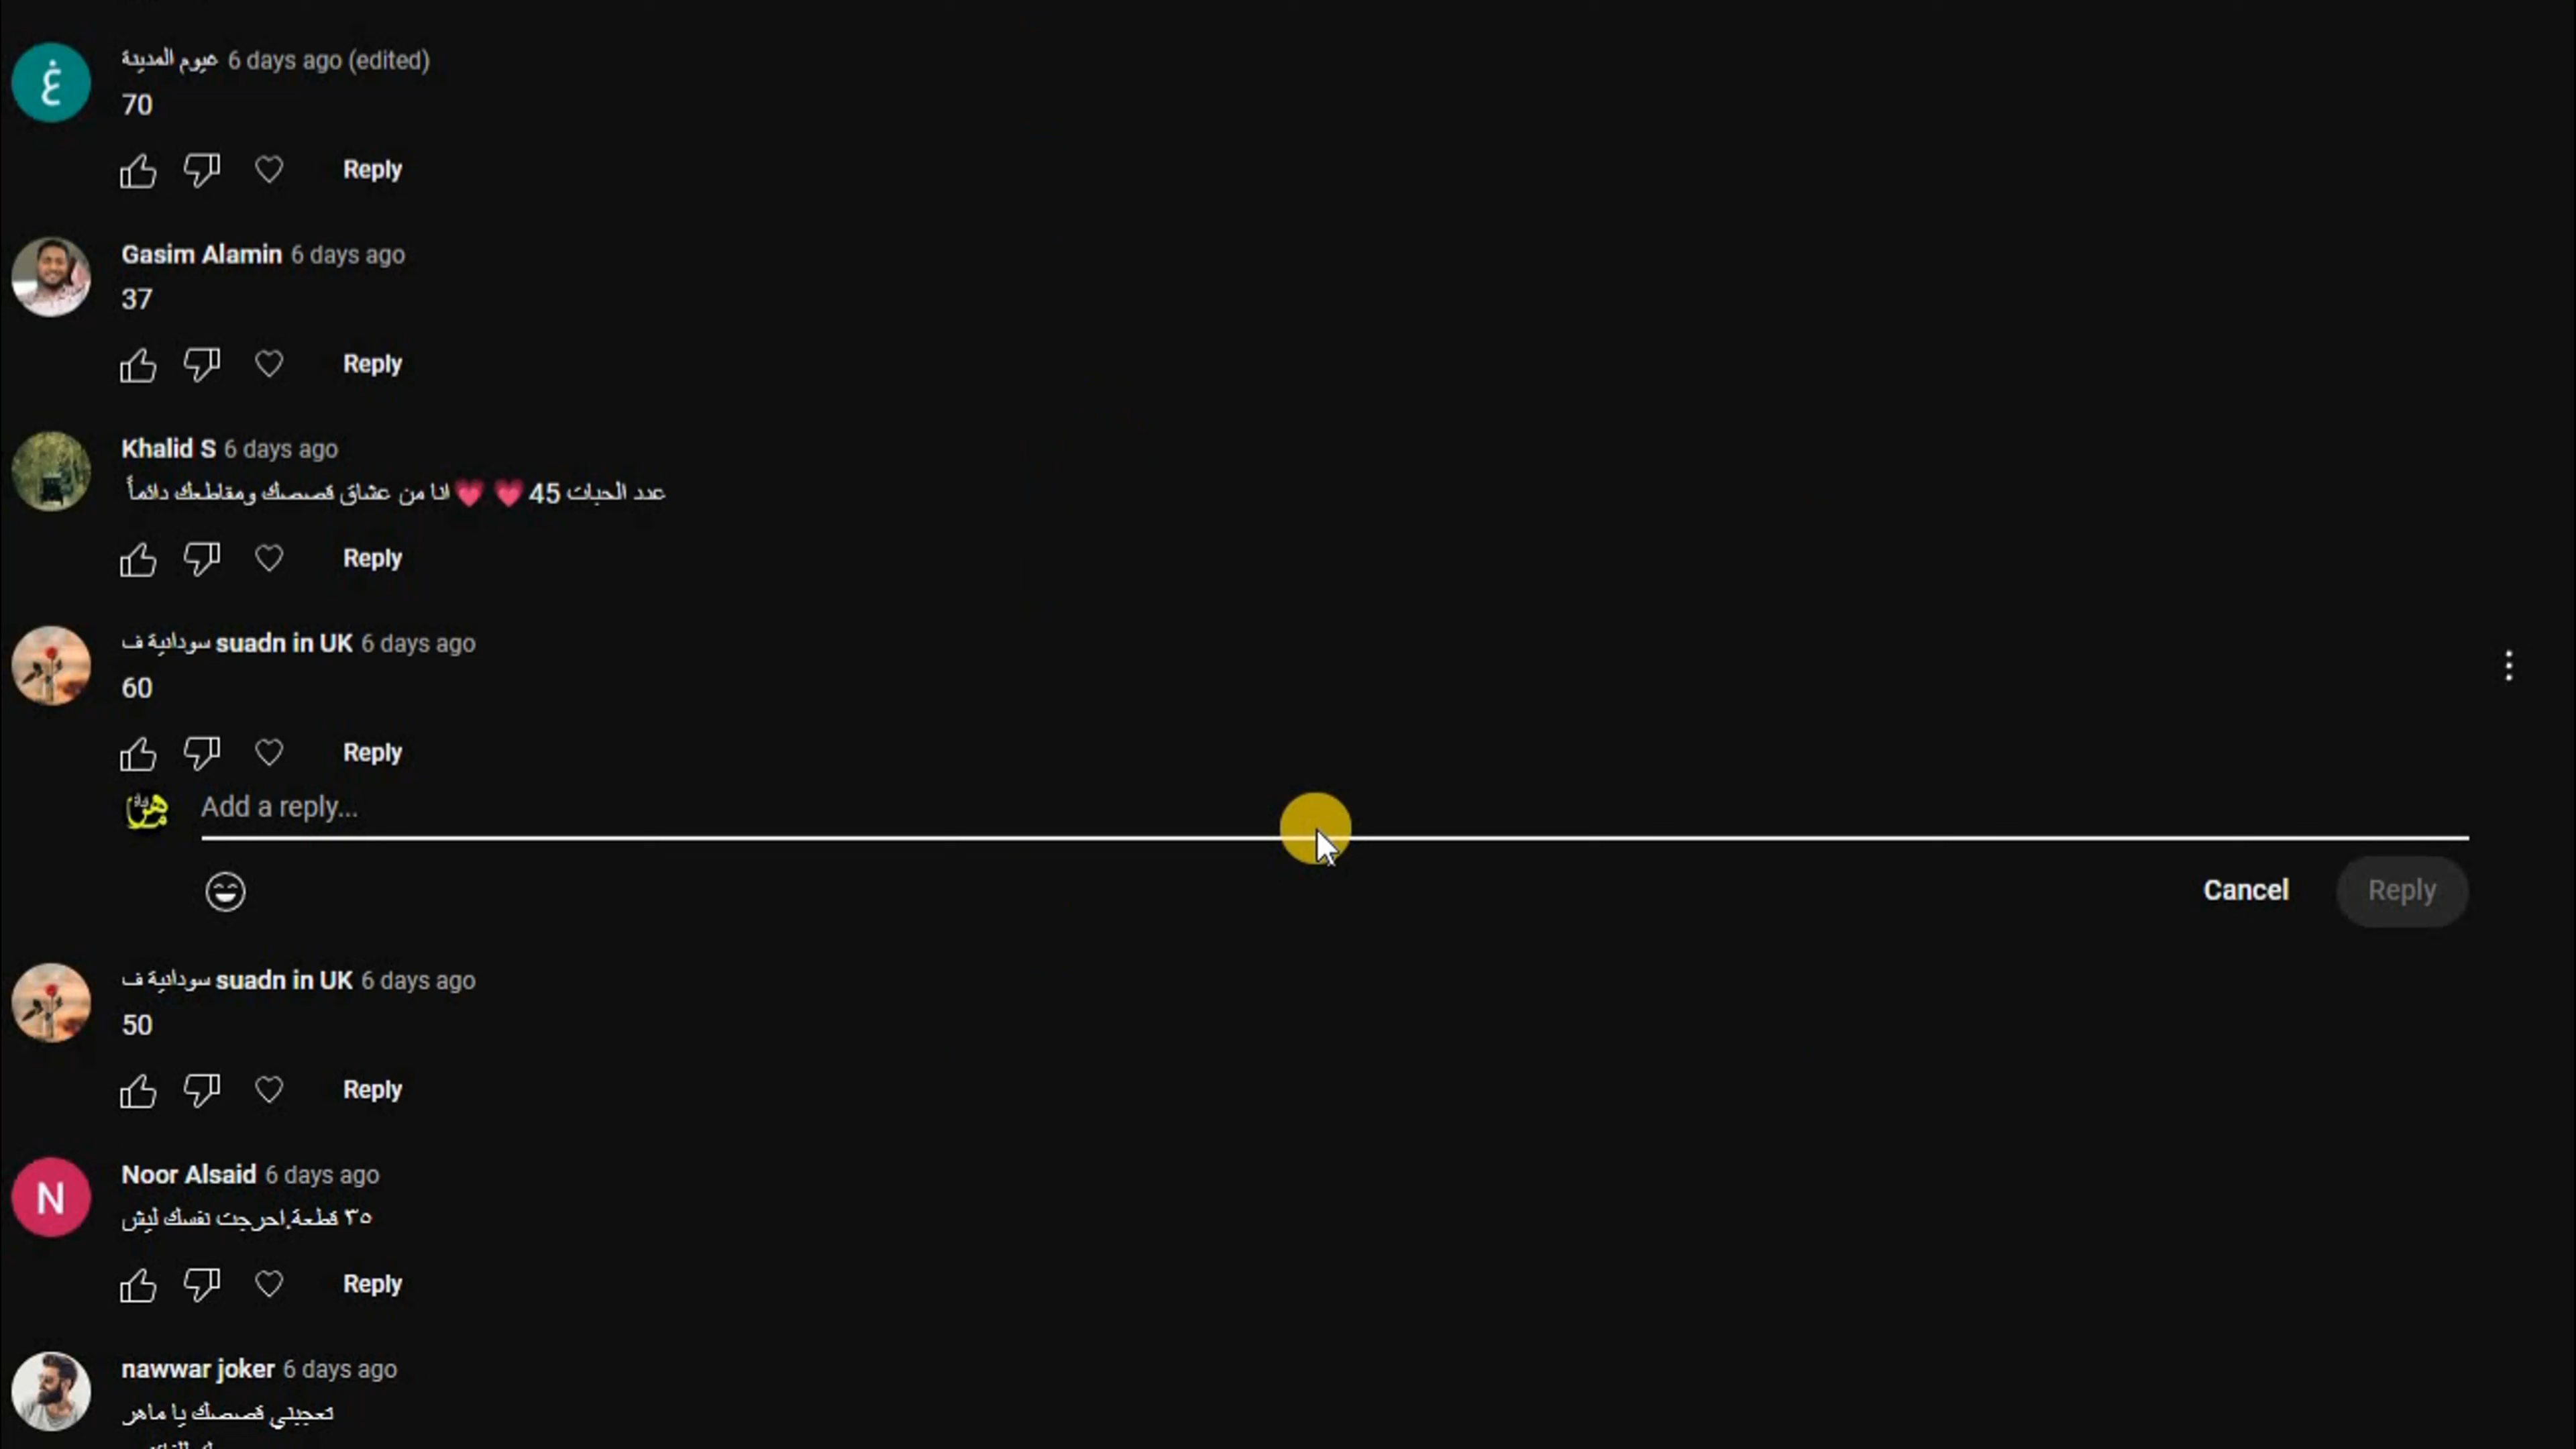 غيوم المدينة 6 days ago (edited)
70
Reply
Gasim Alamin 6 days ago
37
Reply
Khalid S 6 days ago
عدد الحبات 45 💗 💗 انا من عشاق قصصك ومقاطعك دائماً
Reply
سودانية ف suadn in UK 6 days ago
60
Reply
Add a reply...
Cancel Reply
سودانية ف suadn in UK 6 days ago
50
Reply
N Noor Alsaid 6 days ago
٣٥ قطعة,احرجت نفسك ليش
Reply
nawwar joker 6 days ago
تعجبني قصصك يا ماهر